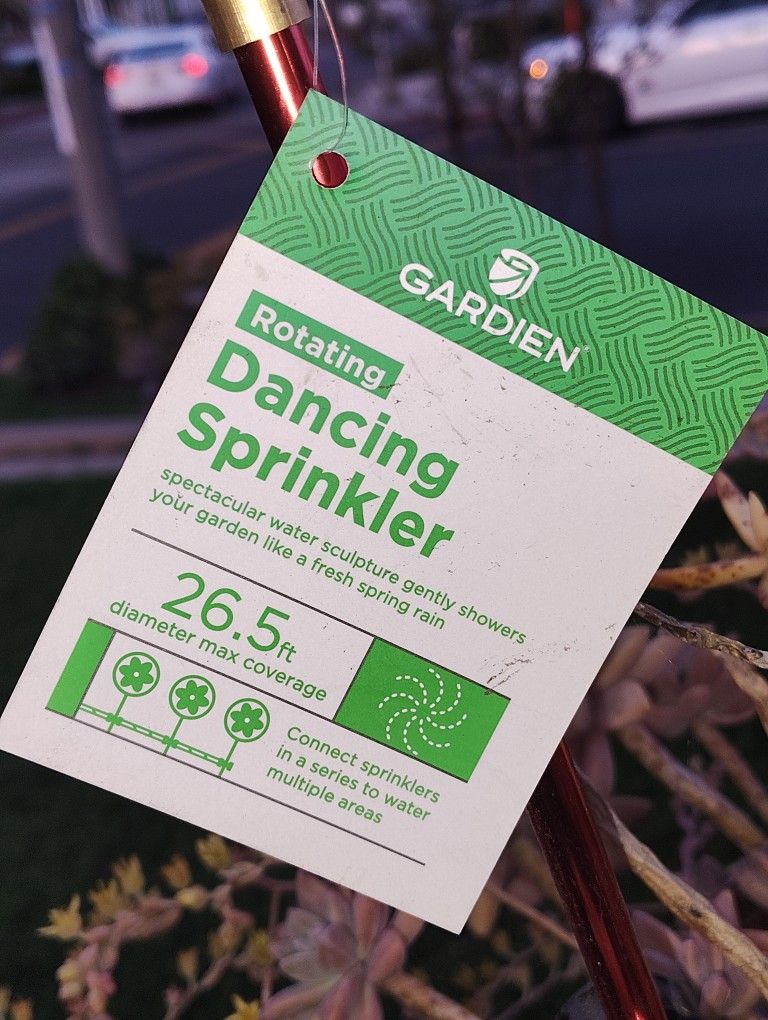 GARDIEN®
Rotating
Dancing
Sprinkler
spectacular water sculpture gently showers
your garden like a fresh spring rain
26.5ft
diameter max coverage
Connect sprinklers
in a series to water
multiple areas